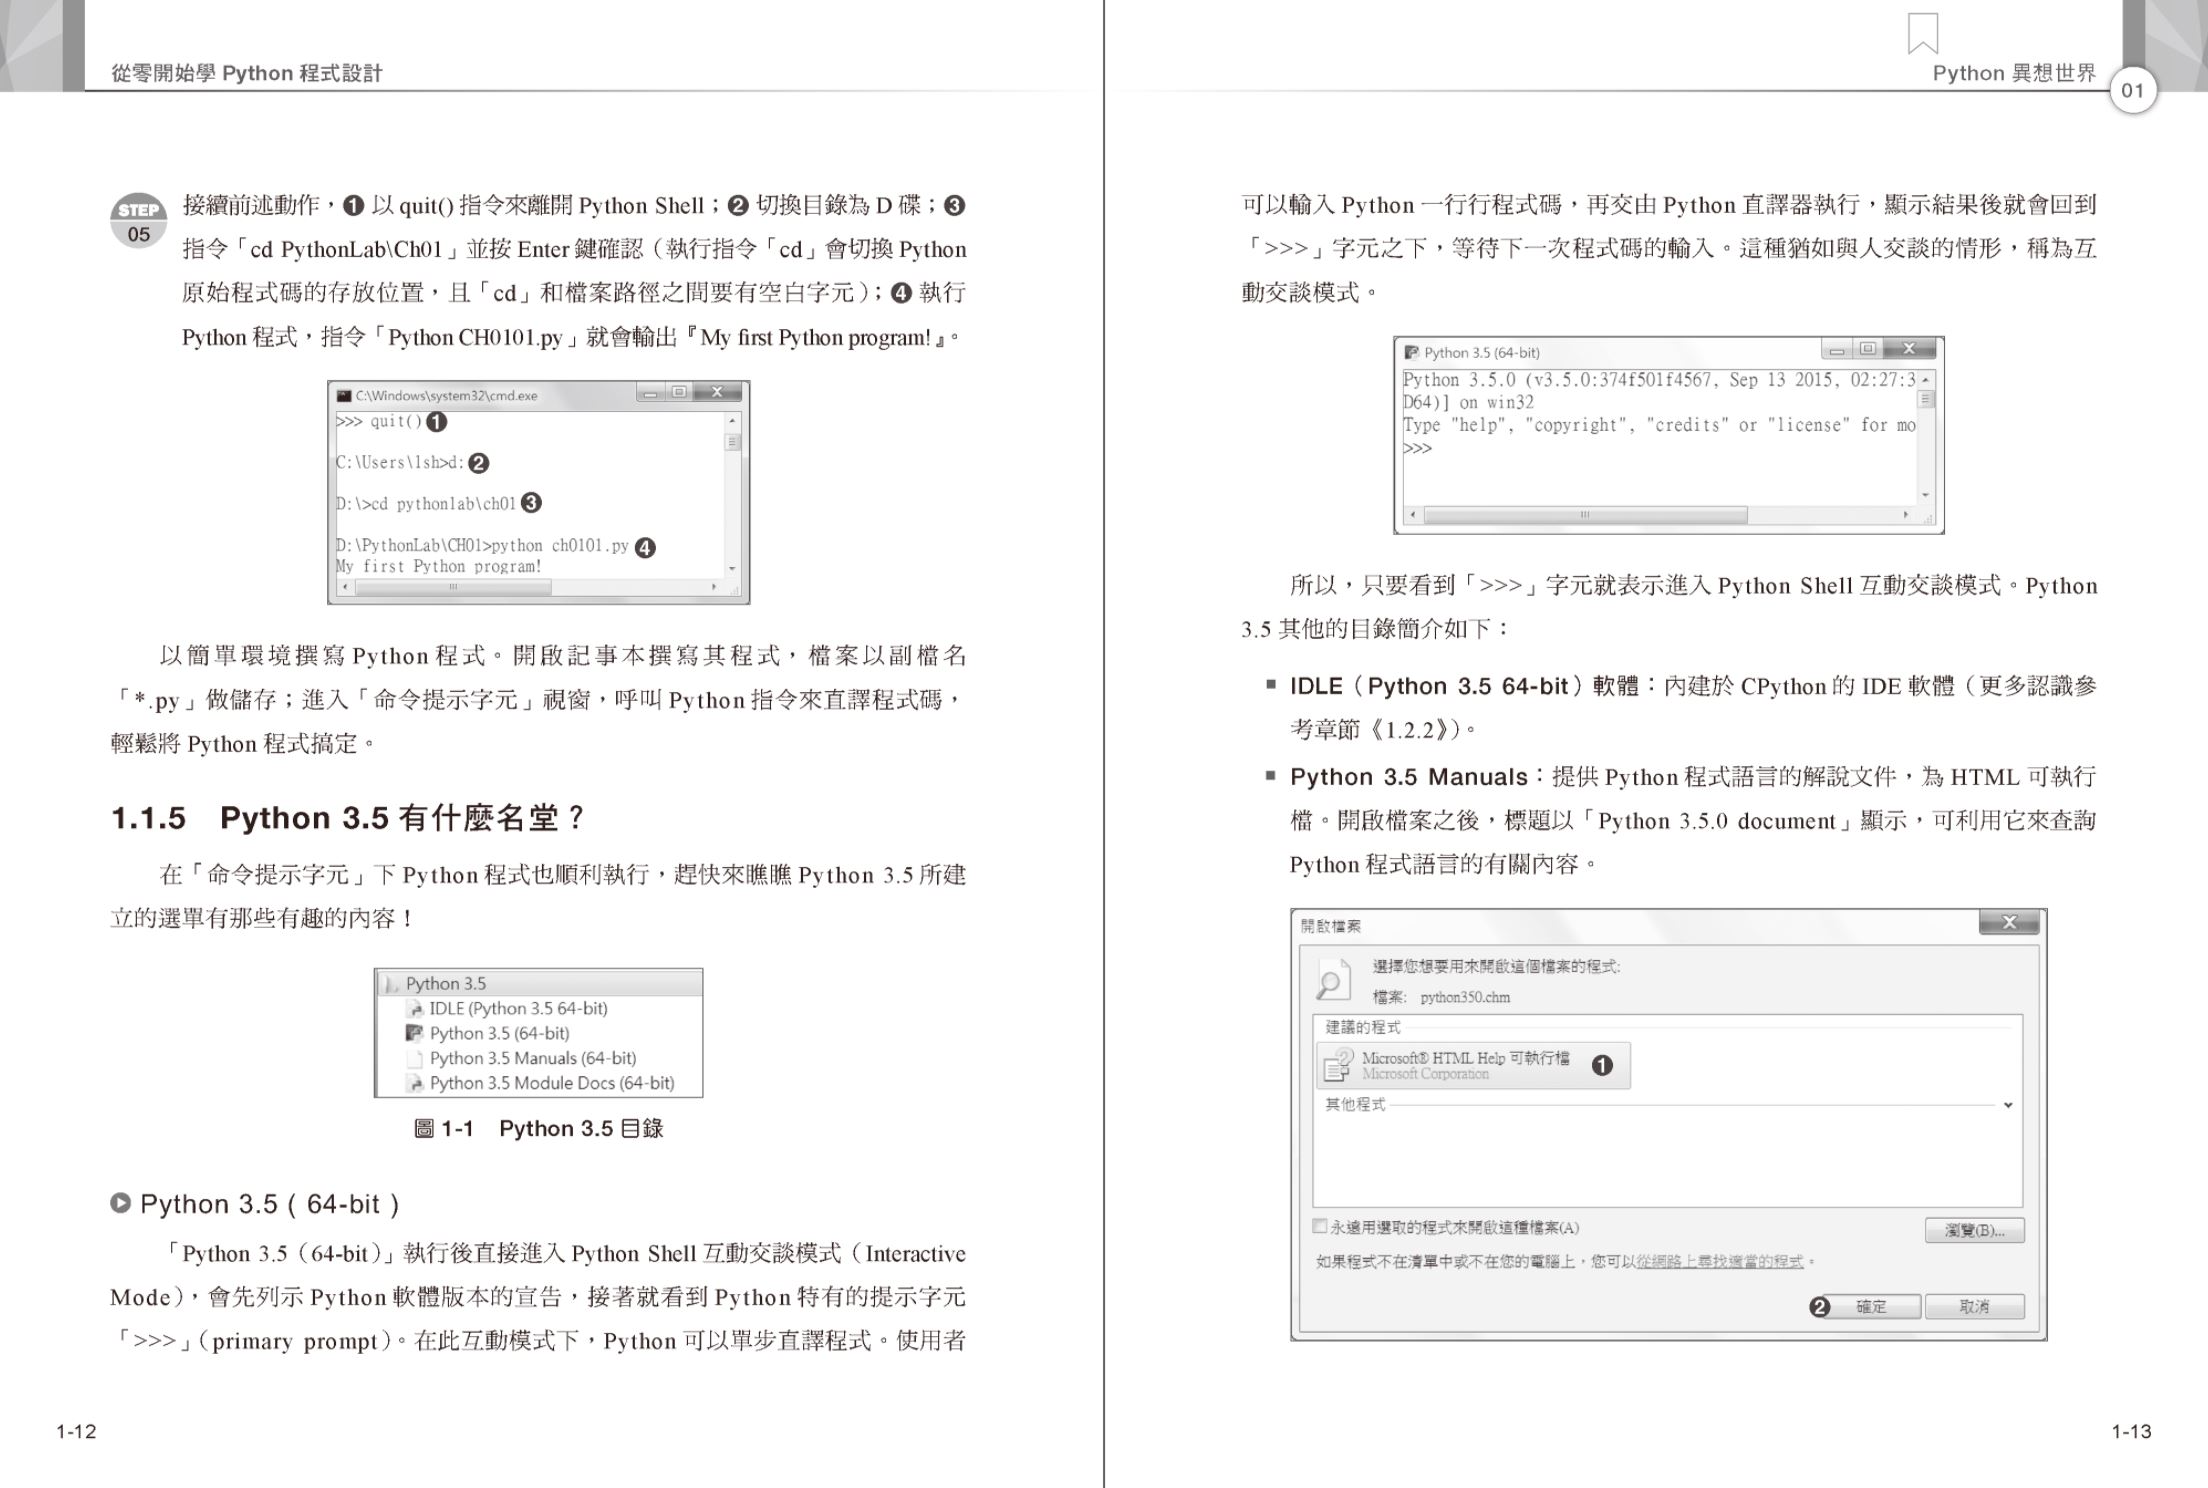 從零開始學 Python 程式設計
STEP
05
接續前述動作，❶ 以 quit() 指令來離開 Python Shell；❷ 切換目錄為 D 碟；❸
指令「cd PythonLab\Ch01」並按 Enter 鍵確認（執行指令「cd」會切換 Python
原始程式碼的存放位置，且「cd」和檔案路徑之間要有空白字元）；❹ 執行
Python 程式，指令「Python CH0101.py」就會輸出『My first Python program!』。
C:\Windows\system32\cmd.exe
>>> quit() ❶
C:\Users\lsh>d: ❷
D:\>cd pythonlab\ch01 ❸
D:\PythonLab\CH01>python ch0101.py ❹
My first Python program!
以簡單環境撰寫 Python 程式。開啟記事本撰寫其程式，檔案以副檔名
「*.py」做儲存；進入「命令提示字元」視窗，呼叫 Python 指令來直譯程式碼，
輕鬆將 Python 程式搞定。
1.1.5 Python 3.5 有什麼名堂？
在「命令提示字元」下 Python 程式也順利執行，趕快來瞧瞧 Python 3.5 所建
立的選單有那些有趣的內容！
Python 3.5
IDLE (Python 3.5 64-bit)
Python 3.5 (64-bit)
Python 3.5 Manuals (64-bit)
Python 3.5 Module Docs (64-bit)
圖 1-1 Python 3.5 目錄
Python 3.5 ( 64-bit )
「Python 3.5（64-bit）」執行後直接進入 Python Shell 互動交談模式（Interactive
Mode），會先列示 Python 軟體版本的宣告，接著就看到 Python 特有的提示字元
「>>>」（primary prompt）。在此互動模式下，Python 可以單步直譯程式。使用者
1-12
Python 異想世界
01
可以輸入 Python 一行行程式碼，再交由 Python 直譯器執行，顯示結果後就會回到
「>>>」字元之下，等待下一次程式碼的輸入。這種猶如與人交談的情形，稱為互
動交談模式。
Python 3.5 (64-bit)
Python 3.5.0 (v3.5.0:374f501f4567, Sep 13 2015, 02:27:3
D64)] on win32
Type "help", "copyright", "credits" or "license" for mo
>>>
所以，只要看到「>>>」字元就表示進入 Python Shell 互動交談模式。Python
3.5 其他的目錄簡介如下：
■ IDLE（Python 3.5 64-bit）軟體：內建於 CPython 的 IDE 軟體（更多認識參
考章節《1.2.2》）。
■ Python 3.5 Manuals：提供 Python 程式語言的解說文件，為 HTML 可執行
檔。開啟檔案之後，標題以「Python 3.5.0 document」顯示，可利用它來查詢
Python 程式語言的有關內容。
開啟檔案
選擇您想要用來開啟這個檔案的程式:
檔案: python350.chm
建議的程式
Microsoft® HTML Help 可執行檔 ❶
Microsoft Corporation
其他程式
永遠用選取的程式來開啟這種檔案(A)
瀏覽(B)...
如果程式不在清單中或不在您的電腦上，您可以從網路上尋找適當的程式。
❷ 確定
取消
1-13